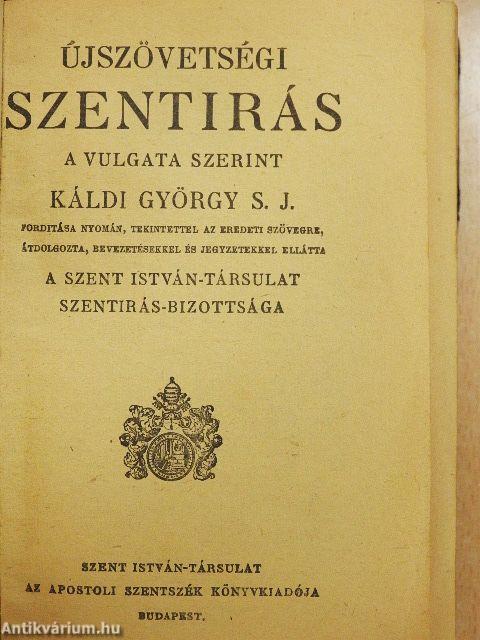 ÚJSZÖVETSÉGI
SZENTIRÁS
A VULGATA SZERINT
KÁLDI GYÖRGY S. J.
FORDITÁSA NYOMÁN, TEKINTETTEL AZ EREDETI SZÖVEGRE,
ÁTDOLGOZTA, BEVEZETÉSEKKEL ÉS JEGYZETEKKEL ELLÁTTA
A SZENT ISTVÁN-TÁRSULAT
SZENTIRÁS-BIZOTTSÁGA
SZENT ISTVÁN-TÁRSULAT
AZ APOSTOLI SZENTSZÉK KÖNYVKIADÓJA
BUDAPEST.
Antikvárium.hu